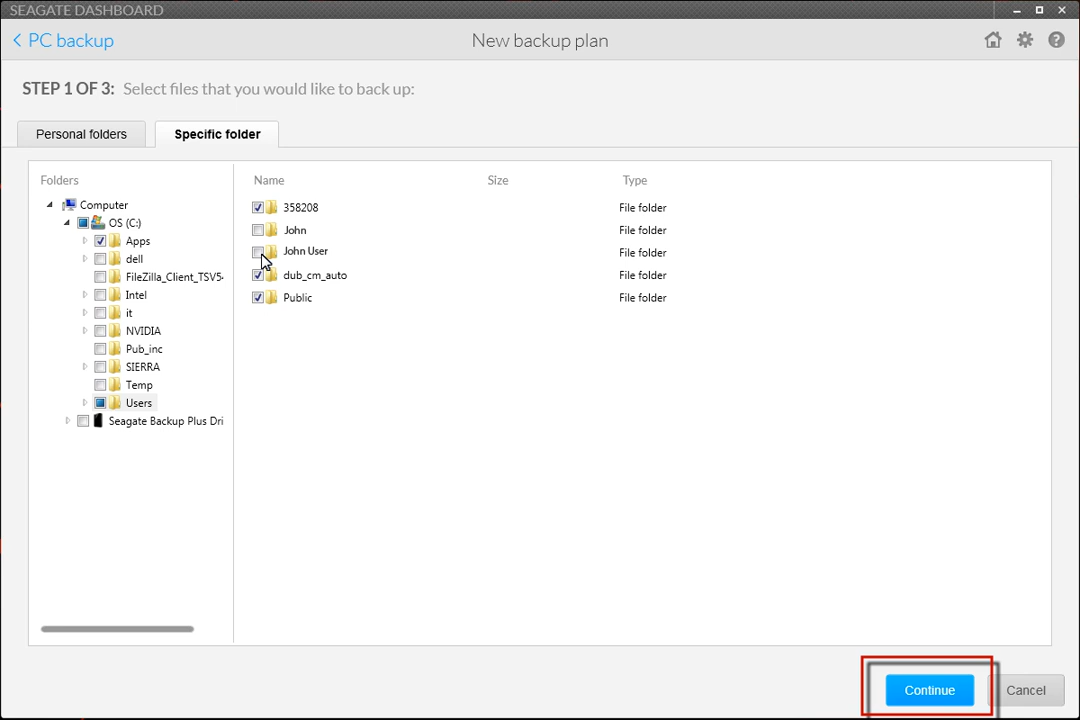 SEAGATE DASHBOARD
PC backup
New backup plan
STEP 1 OF 3: Select files that you would like to back up:
Personal folders
Specific folder
Folders
Computer
OS (C:)
Apps
dell
FileZilla_Client_TSV5
Intel
it
NVIDIA
Pub_inc
SIERRA
Temp
Users
Seagate Backup Plus Dri
Name Size Type
358208 File folder
John File folder
John User File folder
dub_cm_auto File folder
Public File folder
Continue
Cancel